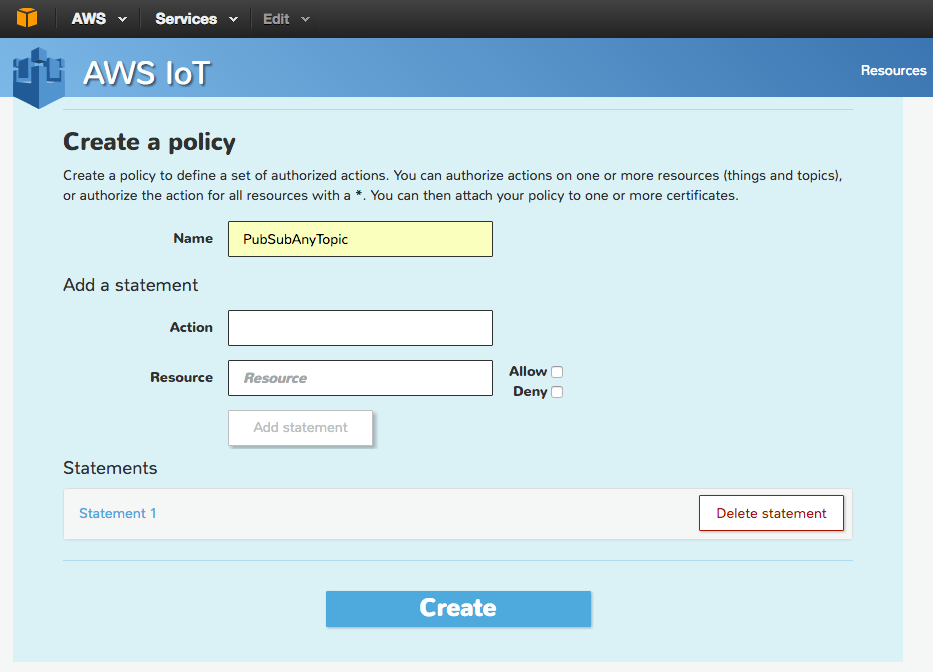 AWS Services Edit
AWS IoT
Resources
Create a policy
Create a policy to define a set of authorized actions. You can authorize actions on one or more resources (things and topics),
or authorize the action for all resources with a *. You can then attach your policy to one or more certificates.
Name PubSubAnyTopic
Add a statement
Action
Resource Resource Allow
Deny
Add statement
Statements
Statement 1 Delete statement
Create